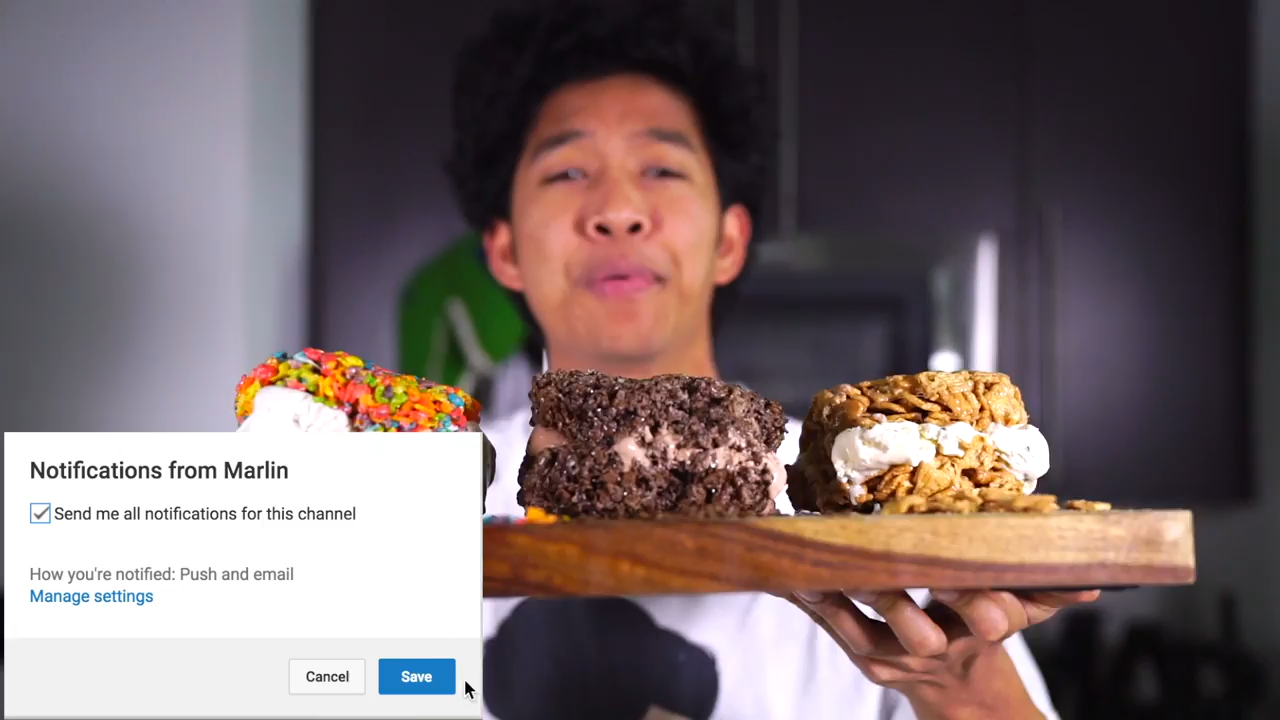 Notifications from Marlin
Send me all notifications for this channel
How you're notified: Push and email
Manage settings
Cancel
Save